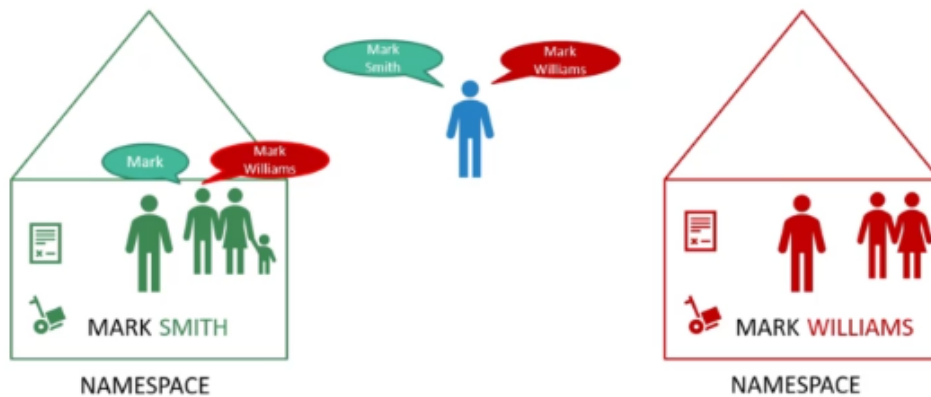 Mark
Smith
Mark
Williams
Mark
Mark
Williams
MARK SMITH
MARK WILLIAMS
NAMESPACE
NAMESPACE